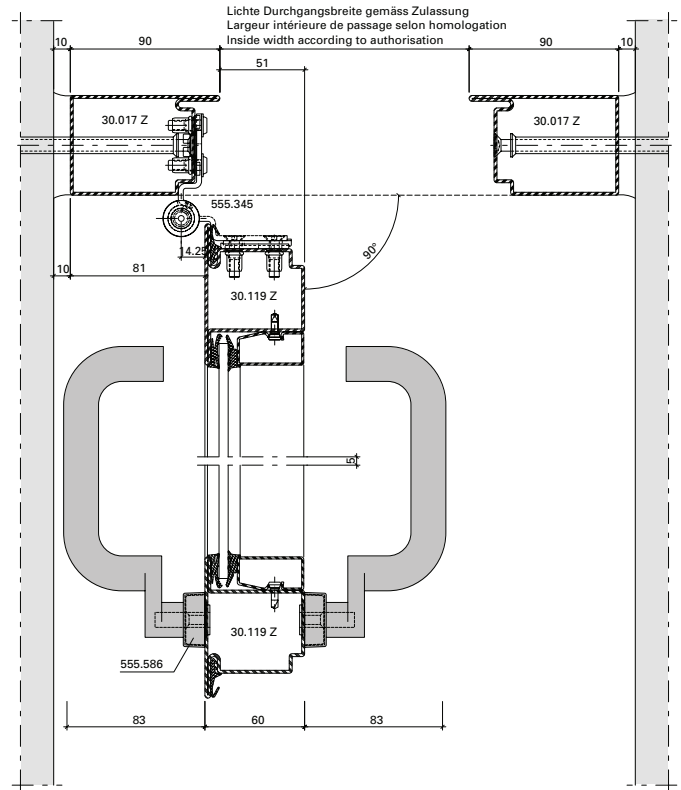 Lichte Durchgangsbreite gemäss Zulassung
Largeur intérieure de passage selon homologation
Inside width according to authorisation
10
90
90
10
51
30.017 Z
30.017 Z
555.345
14.25
90°
10
81
30.119 Z
5
30.119 Z
555.586
83
60
83